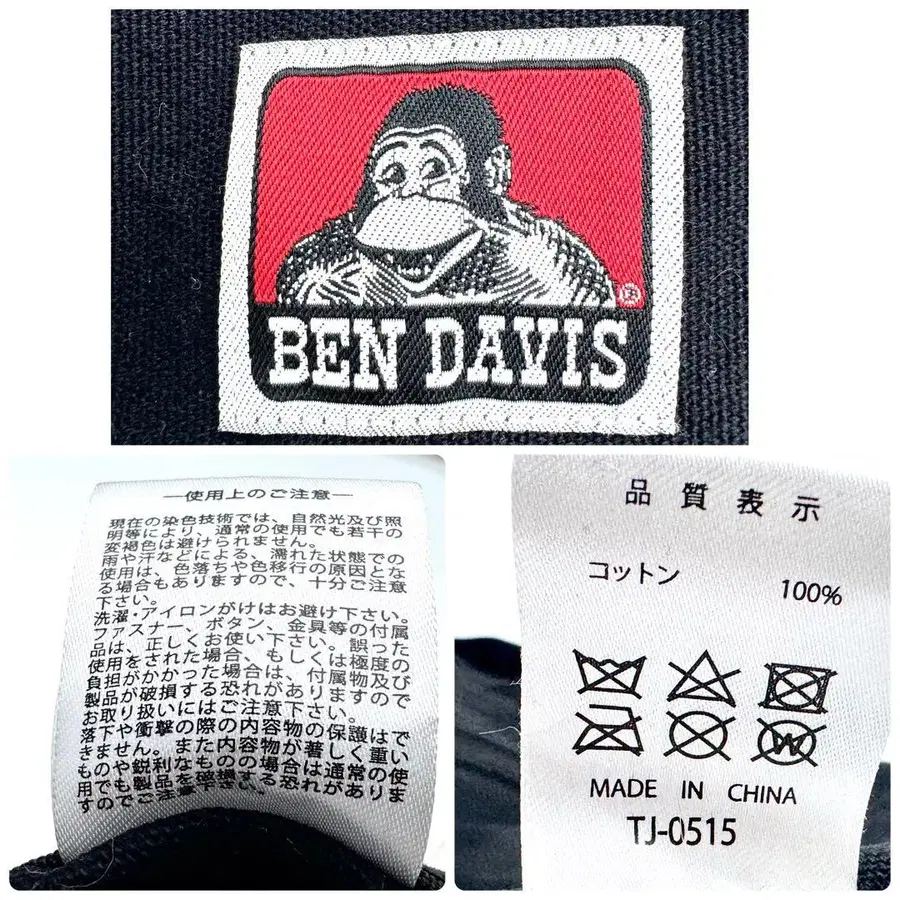 BEN DAVIS
®
―使用上のご注意―
現在の染色技術では、自然光及び照
明等により、通常の使用でも若干の
変褪色は避けられません。
雨や汗などによる、濡れた状態での
使用は、色落ちや色移行の原因とな
る場合もありますので、十分ご注意
下さい。
洗濯・アイロンがけはお避け下さい。
ファスナー、ボタン、金具等の付属
品は、正しくお使い下さい。誤った
使用をされた場合、もしくは極度の
負担がかかった場合は、付属物及び
製品が破損する恐れがありますので
お取り扱いにはご注意下さい。
落下や衝撃の際の内容物の保護はで
きません。また内容物が著しく重い
ものや鋭利なものの場合は通常の使
用でも製品を破損する恐れがありま
すのでご注意下さい。
品質表示
コットン 100%
W
MADE IN CHINA
TJ-0515